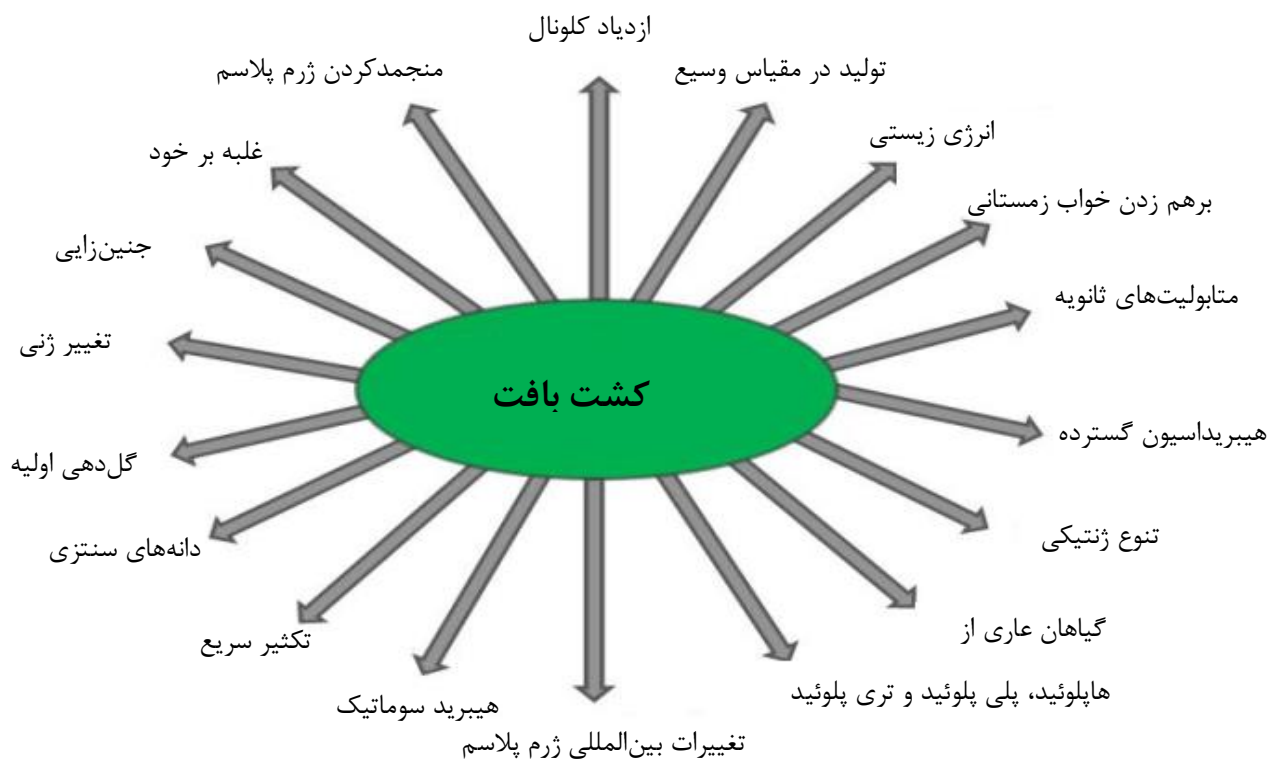 ازدیاد کلونال
تولید در مقیاس وسیع
انرژی زیستی
برهم زدن خواب زمستانی
متابولیت‌های ثانویه
هیبریداسیون گسترده
تنوع ژنتیکی
گیاهان عاری از
هاپلوئید، پلی پلوئید و تری پلوئید
تغییرات بین‌المللی ژرم پلاسم
هیبرید سوماتیک
تکثیر سریع
دانه‌های سنتزی
گل‌دهی اولیه
تغییر ژنی
جنین‌زایی
غلبه بر خود
منجمدکردن ژرم پلاسم
کشت بافت